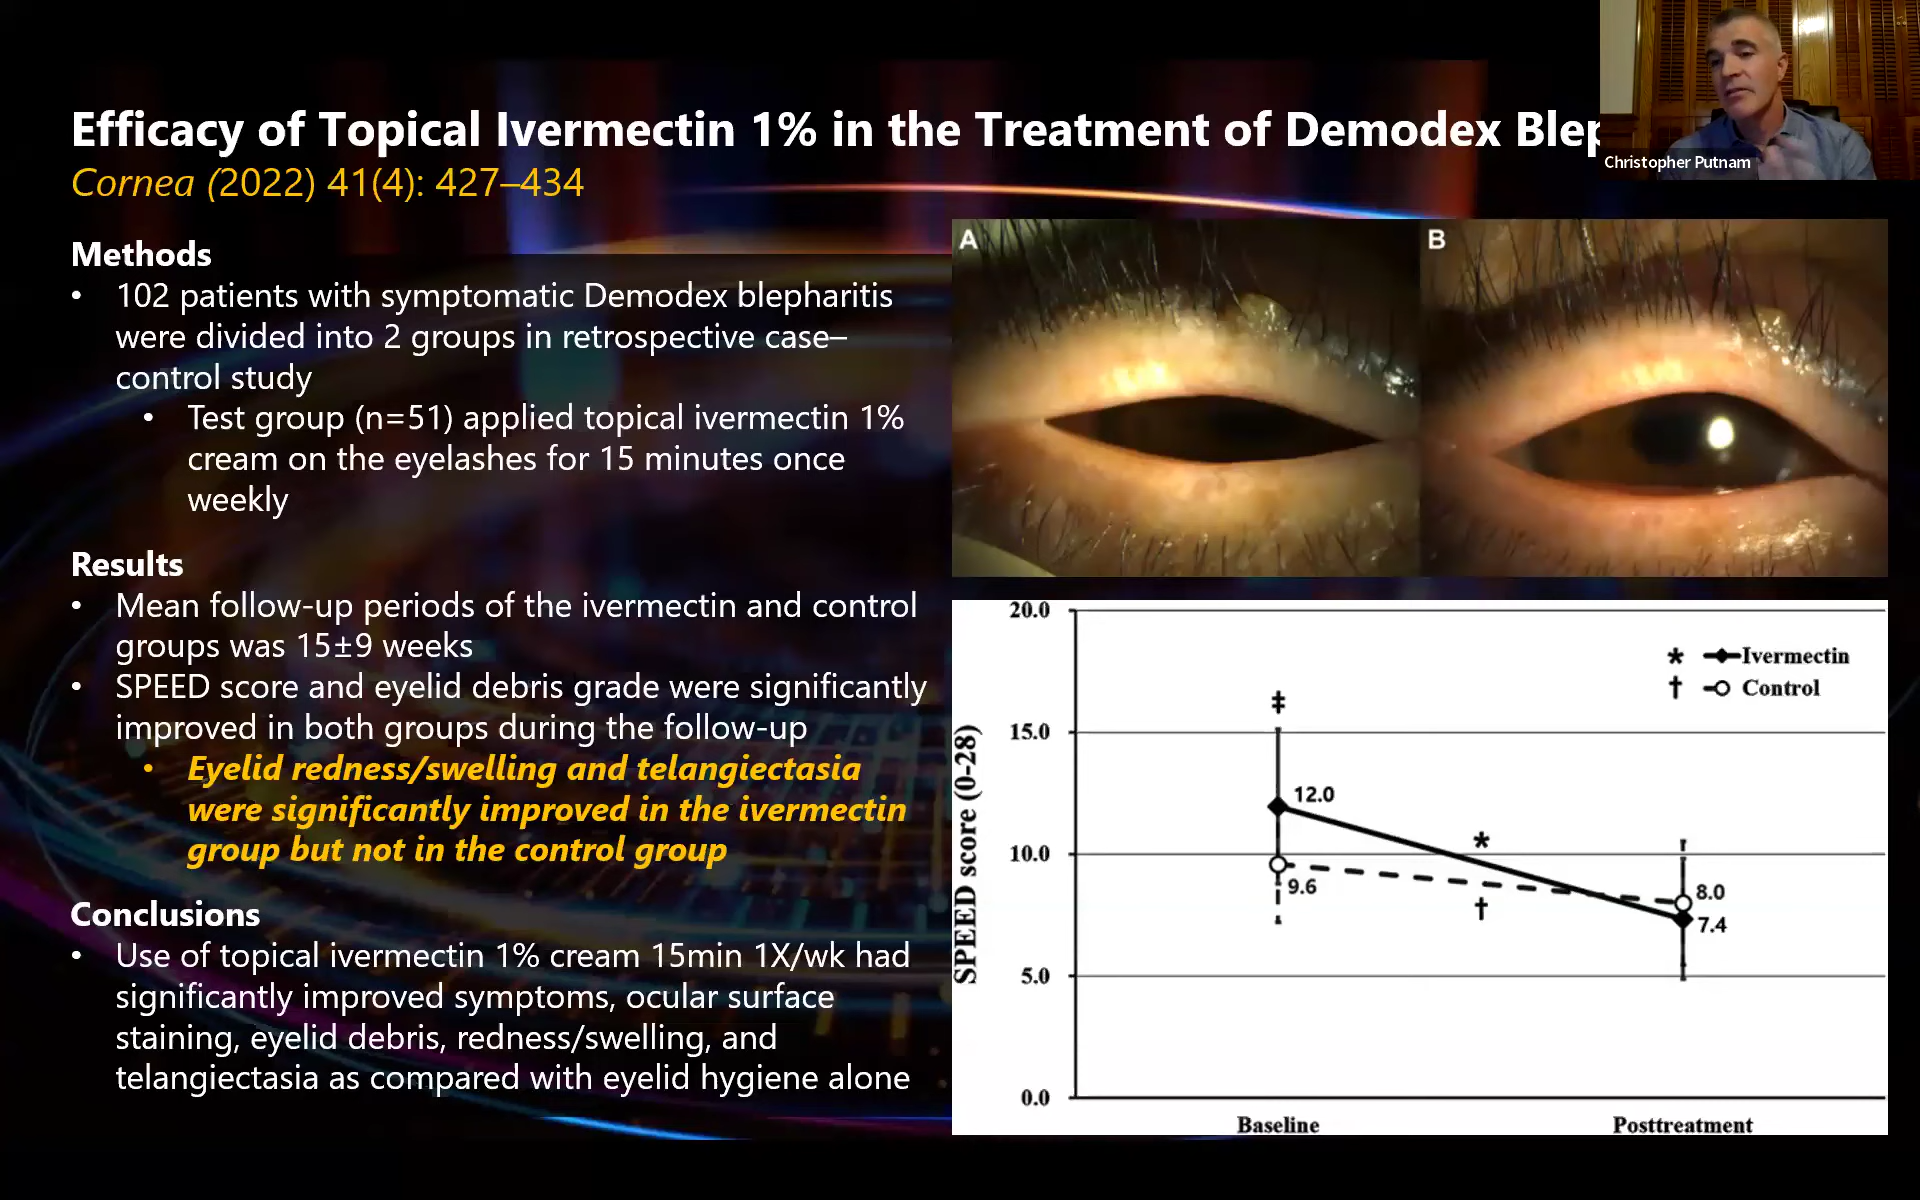 Efficacy of Topical Ivermectin 1% in the Treatment of Demodex
Christopher Putnam
Cornea (2022) 41(4): 427–434
Methods
• 102 patients with symptomatic Demodex blepharitis
were divided into 2 groups in retrospective case–
control study
• Test group (n=51) applied topical ivermectin 1%
cream on the eyelashes for 15 minutes once
weekly
Results
• Mean follow-up periods of the ivermectin and control
groups was 15±9 weeks
• SPEED score and eyelid debris grade were significantly
improved in both groups during the follow-up
• Eyelid redness/swelling and telangiectasia
were significantly improved in the ivermectin
group but not in the control group
Conclusions
• Use of topical ivermectin 1% cream 15min 1X/wk had
significantly improved symptoms, ocular surface
staining, eyelid debris, redness/swelling, and
telangiectasia as compared with eyelid hygiene alone
A
B
SPEED score (0-28)
20.0
15.0
10.0
5.0
0.0
* Ivermectin
† Control
‡
12.0
9.6
*
†
8.0
7.4
Baseline
Posttreatment